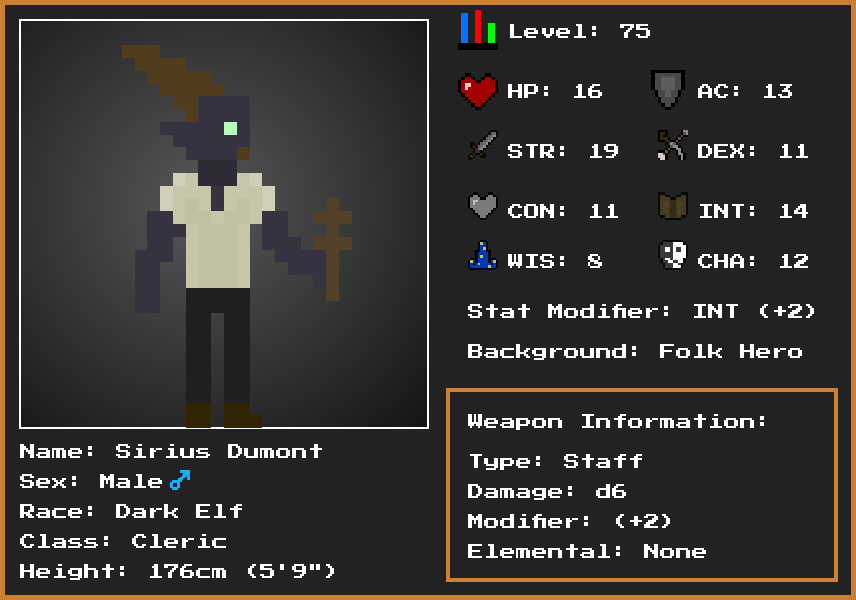 Level: 75
HP: 16 AC: 13
STR: 19 DEX: 11
CON: 11 INT: 14
WIS: 8 CHA: 12
Stat Modifier: INT (+2)
Background: Folk Hero
Weapon Information:
Type: Staff
Damage: d6
Modifier: (+2)
Elemental: None
Name: Sirius Dumont
Sex: Male♂
Race: Dark Elf
Class: Cleric
Height: 176cm (5'9")